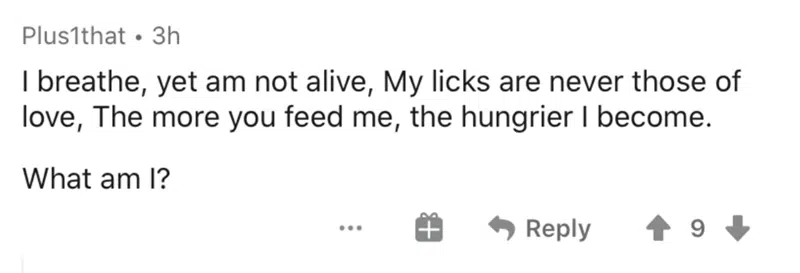 Plus1that • 3h
I breathe, yet am not alive, My licks are never those of
love, The more you feed me, the hungrier I become.
What am I?
... Reply 9